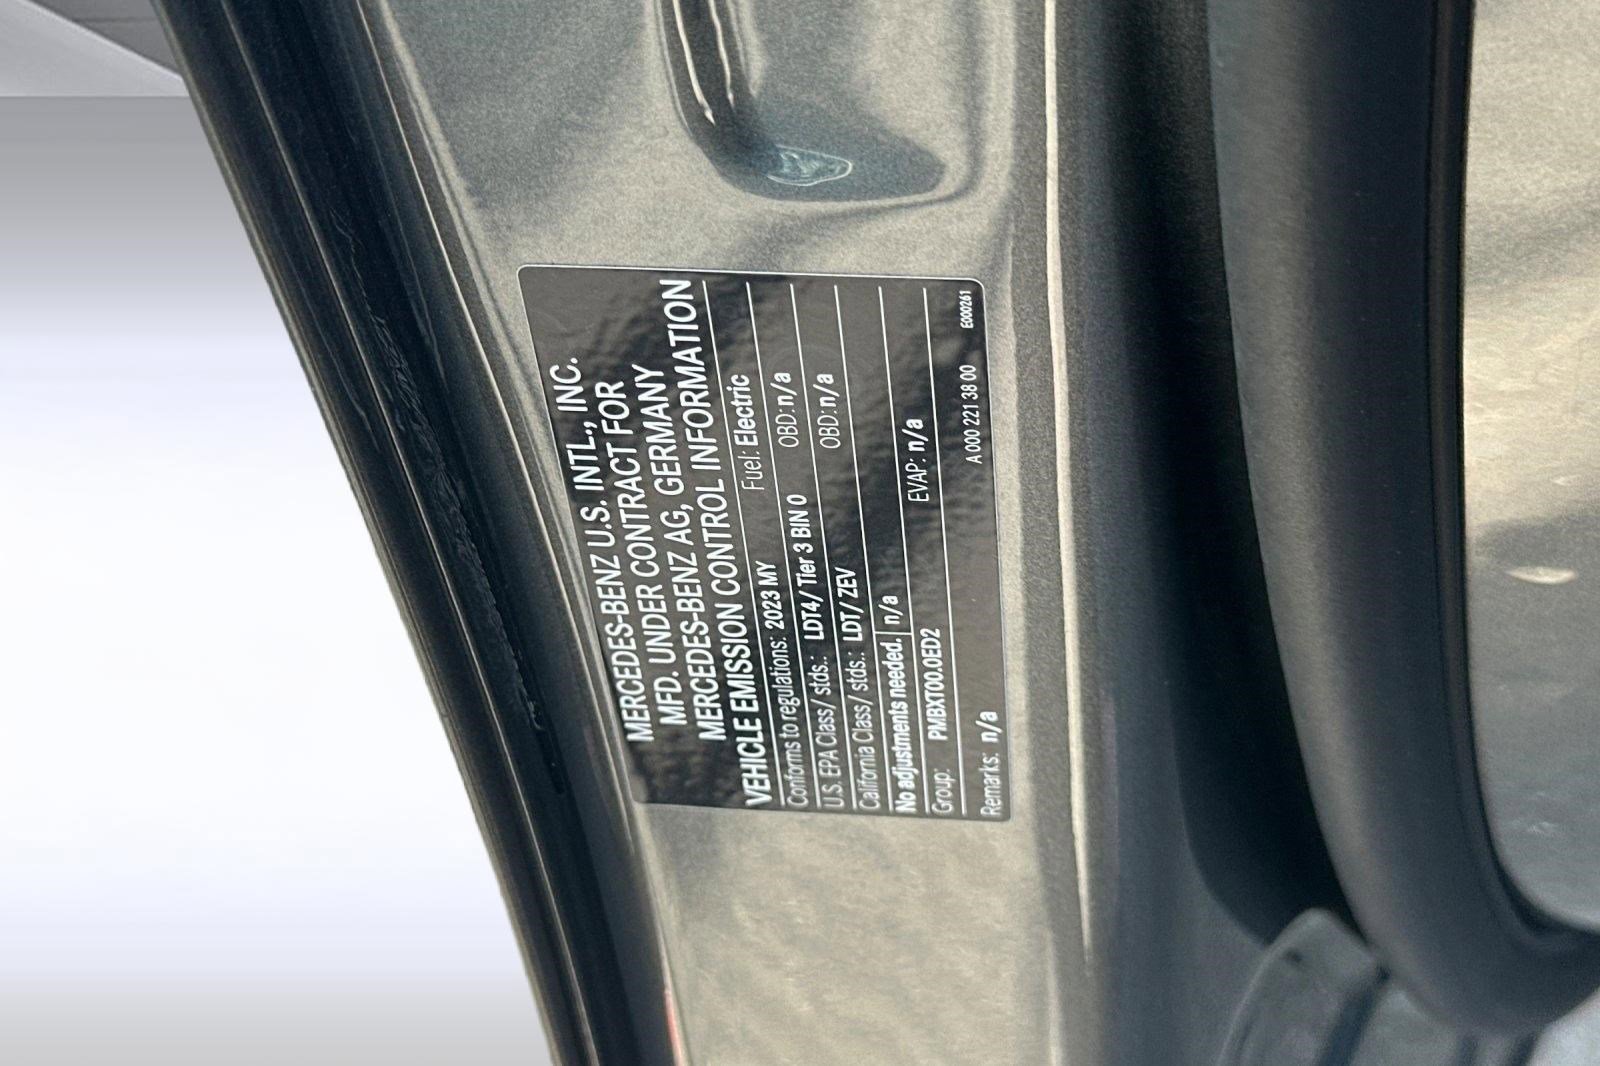 MERCEDES-BENZ U.S. INTL., INC.
MFD. UNDER CONTRACT FOR
MERCEDES-BENZ AG, GERMANY
VEHICLE EMISSION CONTROL INFORMATION
Conforms to regulations: 2023 MY Fuel: Electric
U.S. EPA Class/ stds.: LDT4/ Tier 3 BIN 0 OBD: n/a
California Class/ stds.: LDT/ ZEV OBD: n/a
No adjustments needed. n/a
Group: PMBXT00.0ED2 EVAP: n/a
Remarks: n/a
A 000 221 38 00 E000261